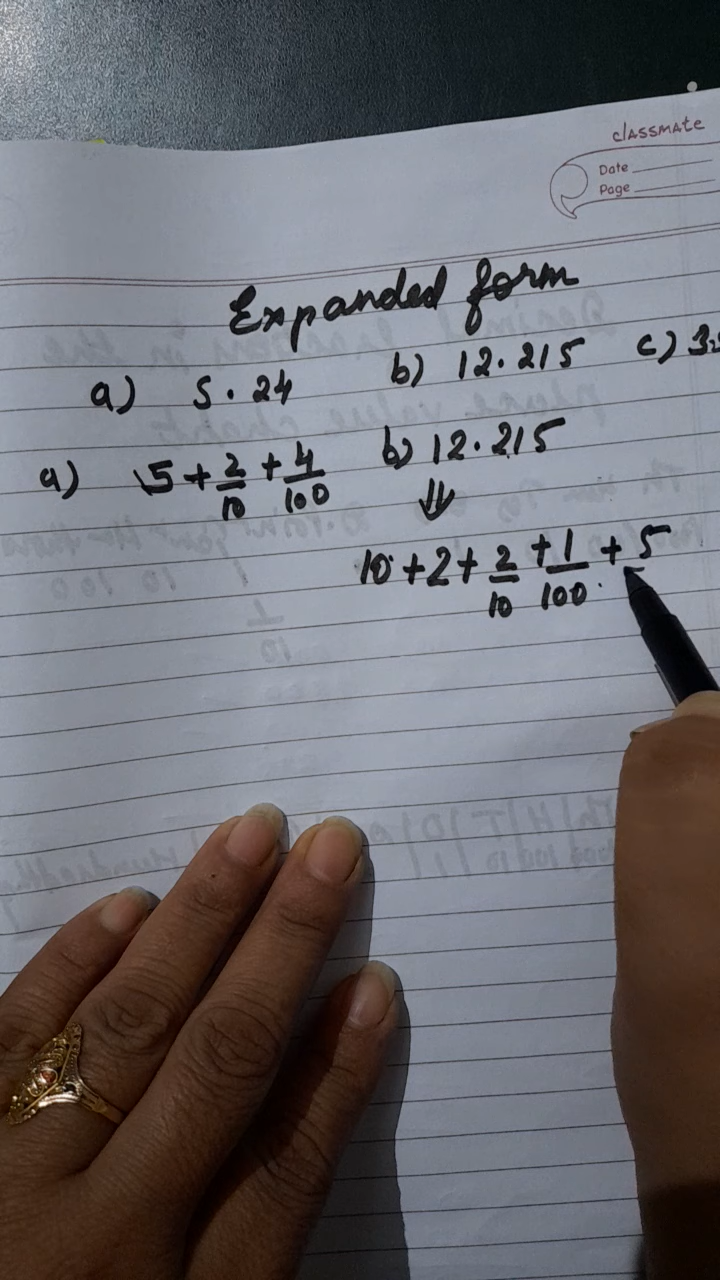 classmate
Date
Page
Expanded form
a) 5.24 b) 12.215 c) 3.
a) 5 + 2/10 + 4/100 b) 12.215
⇓
10 + 2 + 2/10 + 1/100 + 5